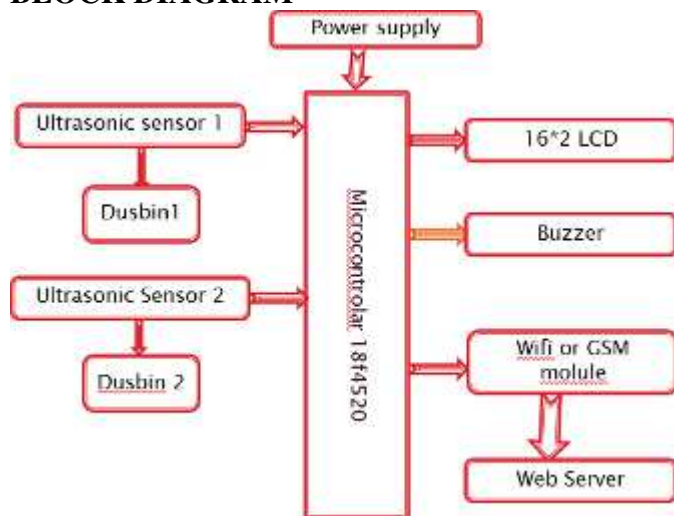 BLOCK DIAGRAM
Power supply
Ultrasonic sensor 1
Dusbin1
Ultrasonic Sensor 2
Dusbin 2
Microcontrolar 18f4520
16*2 LCD
Buzzer
Wifi or GSM
molule
Web Server